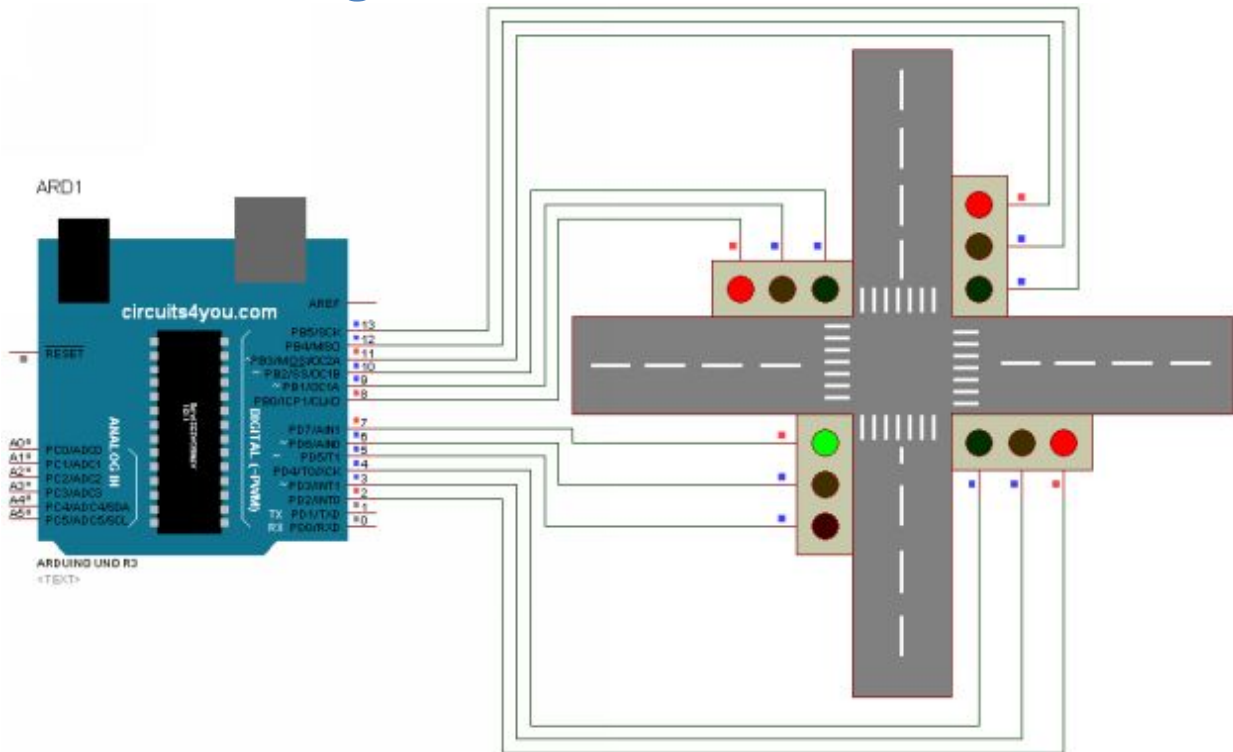 ARD1
circuits4you.com
AREF
RESET
PB5/SCK 13
PB4/MISO 12
~PB3/MOSI/OC2A 11
~PB2/SS/OC1B 10
~PB1/OC1A 9
PB0/ICP1/CLKO 8
PD7/AIN1 7
~PD6/AIN0 6
~PD5/T1 5
PD4/T0/XCK 4
~PD3/INT1 3
PD2/INT0 2
TX PD1/TXD 1
RX PD0/RXD 0
DIGITAL (~PWM)
ANALOG IN
A0 PC0/ADC0
A1 PC1/ADC1
A2 PC2/ADC2
A3 PC3/ADC3
A4 PC4/ADC4/SDA
A5 PC5/ADC5/SCL
ARDUINO UNO R3
<TEXT>